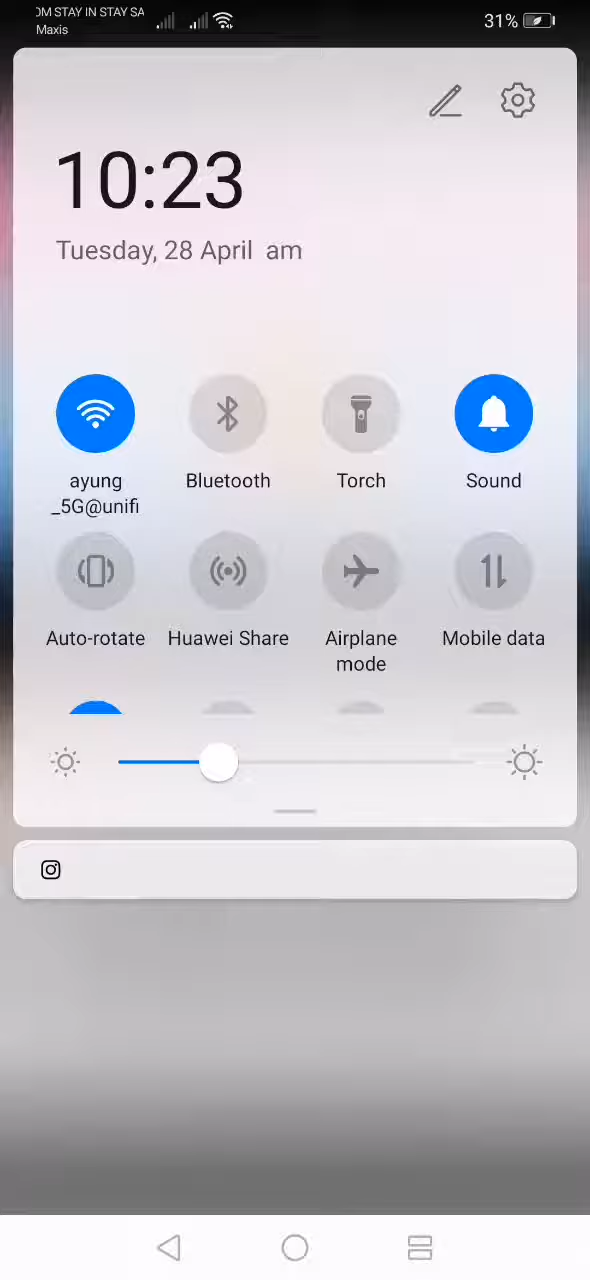 OM STAY IN STAY SA
Maxis
31%
10:23
Tuesday, 28 April am
ayung
_5G@unifi
Bluetooth
Torch
Sound
Auto-rotate
Huawei Share
Airplane
mode
Mobile data